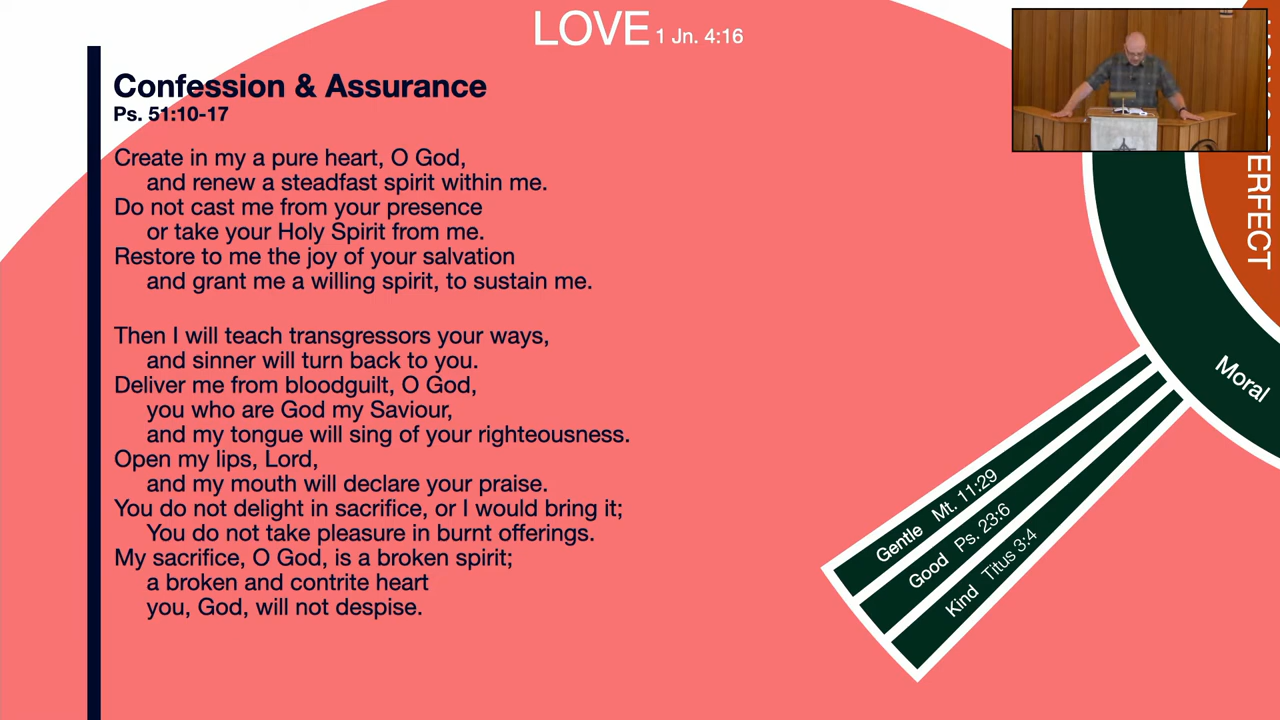 LOVE 1 Jn. 4:16
Confession & Assurance
Ps. 51:10-17
Create in my a pure heart, O God,
and renew a steadfast spirit within me.
Do not cast me from your presence
or take your Holy Spirit from me.
Restore to me the joy of your salvation
and grant me a willing spirit, to sustain me.
Then I will teach transgressors your ways,
and sinner will turn back to you.
Deliver me from bloodguilt, O God,
you who are God my Saviour,
and my tongue will sing of your righteousness.
Open my lips, Lord,
and my mouth will declare your praise.
You do not delight in sacrifice, or I would bring it;
You do not take pleasure in burnt offerings.
My sacrifice, O God, is a broken spirit;
a broken and contrite heart
you, God, will not despise.
Moral
Gentle Mt. 11:29
Good Ps. 23:6
Kind Titus 3:4